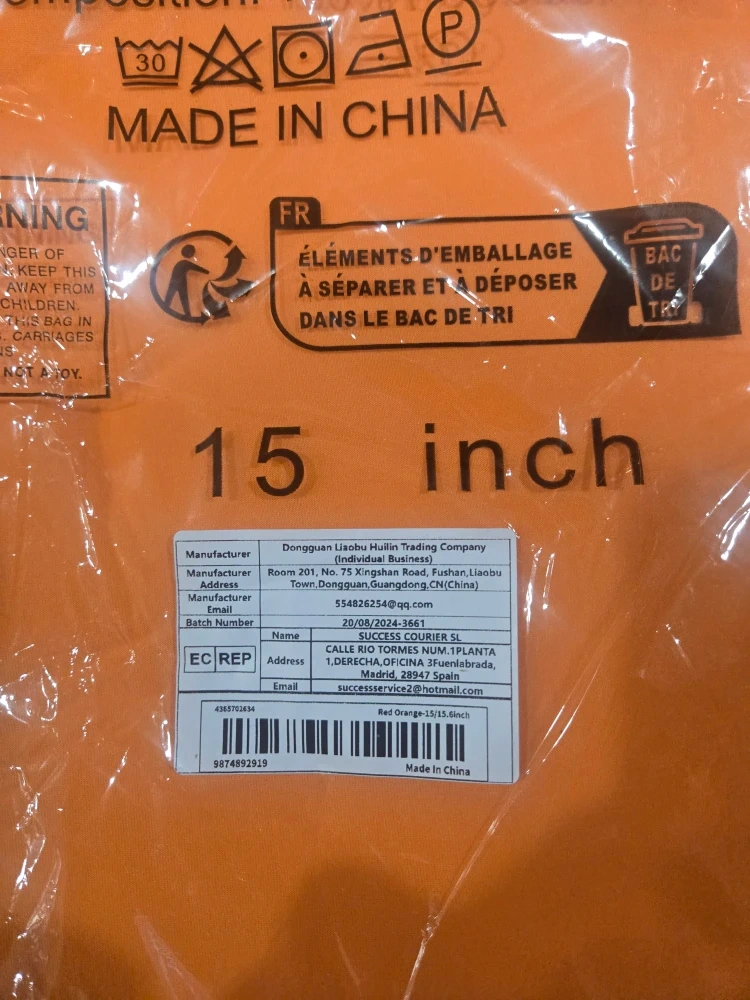 omposition:
30
P
MADE IN CHINA
RNING
NGER OF
KEEP THIS
AWAY FROM
CHILDREN.
THIS BAG IN
CARRIAGES
NOT A TOY.
FR
ÉLÉMENTS D'EMBALLAGE
À SÉPARER ET À DÉPOSER
DANS LE BAC DE TRI
BAC
DE
TRI
15 inch
Manufacturer Dongguan Liaobu Huilin Trading Company
(Individual Business)
Manufacturer Address Room 201, No. 75 Xingshan Road, Fushan,Liaobu
Town,Dongguan,Guangdong,CN(China)
Manufacturer Email 554826254@qq.com
Batch Number 20/08/2024-3661
EC REP
Name SUCCESS COURIER SL
Address CALLE RIO TORMES NUM.1PLANTA
1,DERECHA,OFICINA 3Fuenlabrada,
Madrid, 28947 Spain
Email successservice2@hotmail.com
4365702634 Red Orange-15/15.6inch
9874892919 Made In China